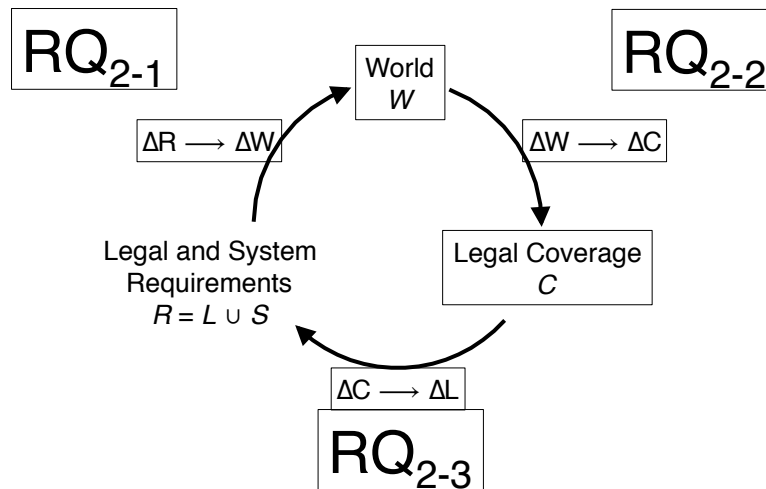 RQ2-1
World
W
RQ2-2
ΔR ⟶ ΔW
ΔW ⟶ ΔC
Legal and System
Requirements
R = L ∪ S
Legal Coverage
C
ΔC ⟶ ΔL
RQ2-3